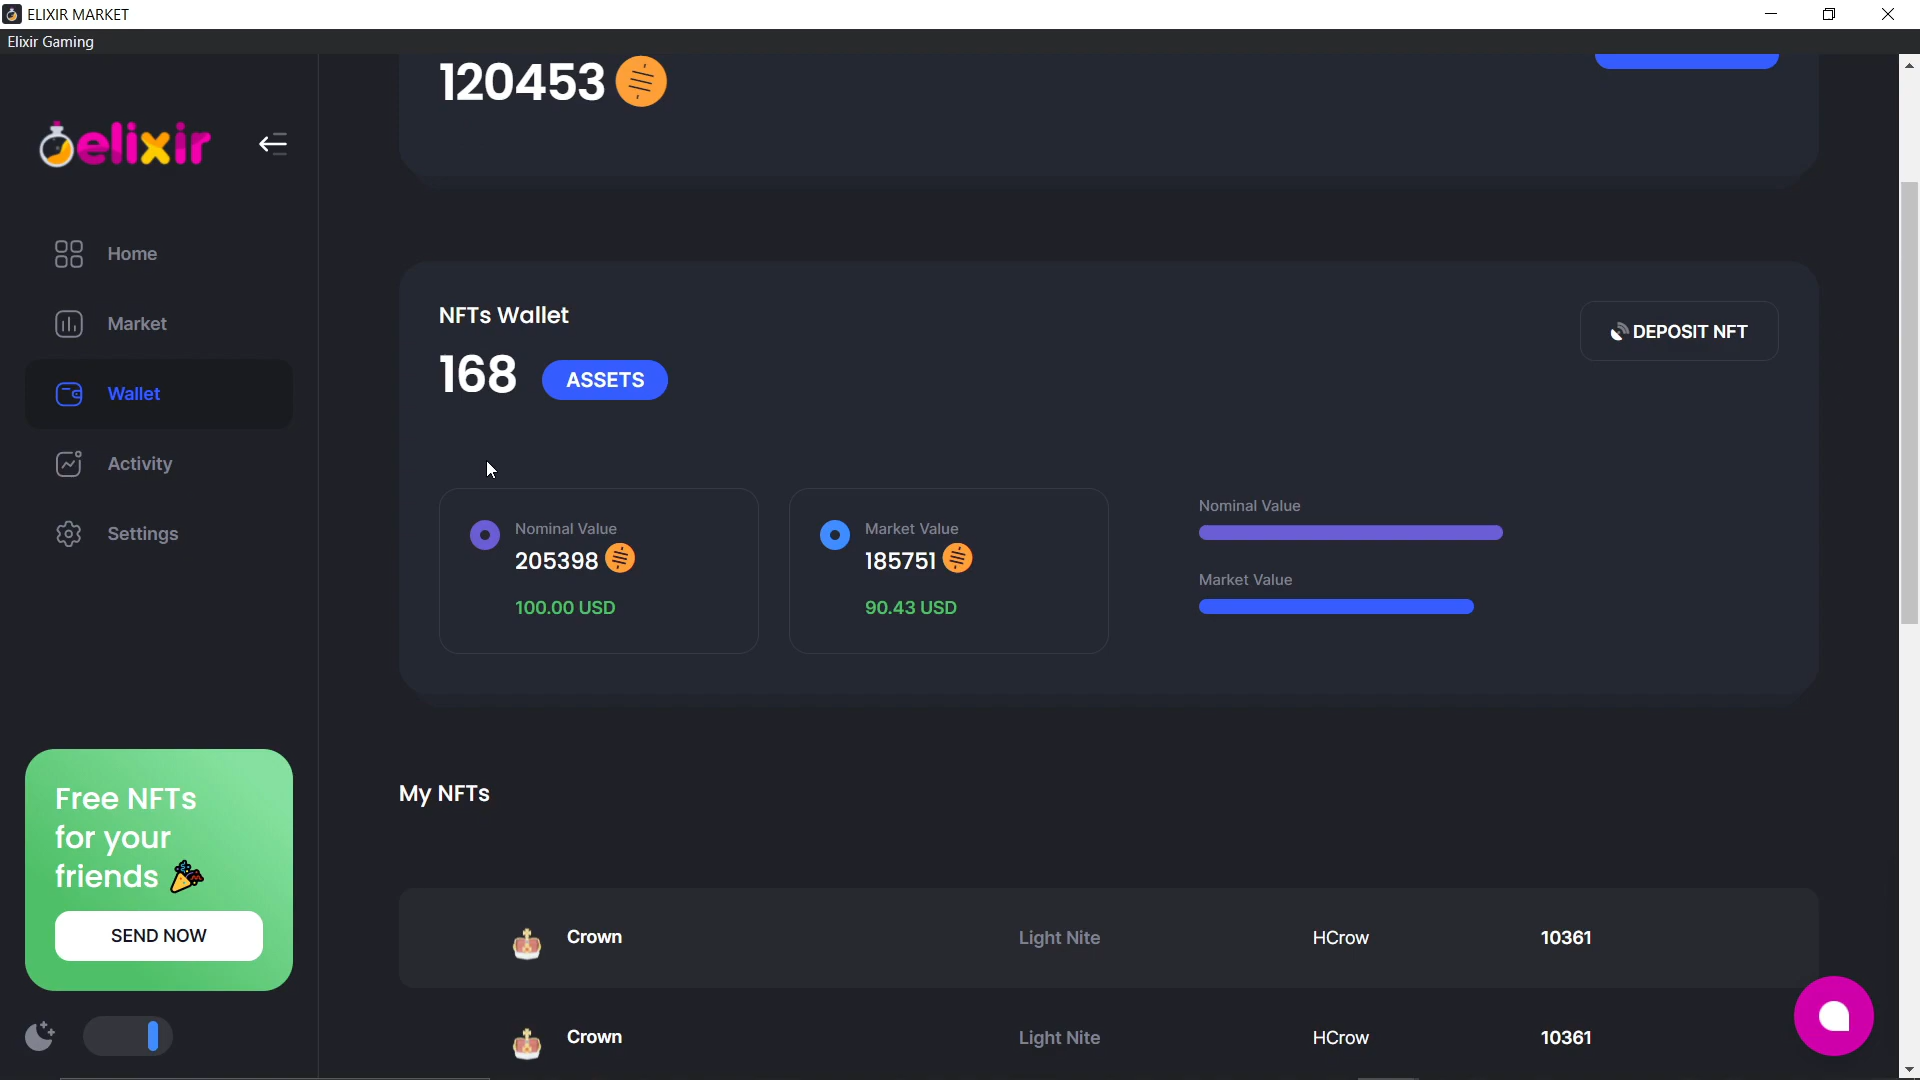 ELIXIR MARKET
Elixir Gaming
elixir
Home
Market
Wallet
Activity
Settings
Free NFTs
for your
friends
SEND NOW
120453
NFTs Wallet
168 ASSETS
DEPOSIT NFT
Nominal Value
205398
100.00 USD
Market Value
185751
90.43 USD
Nominal Value
Market Value
My NFTs
Crown Light Nite HCrow 10361
Crown Light Nite HCrow 10361